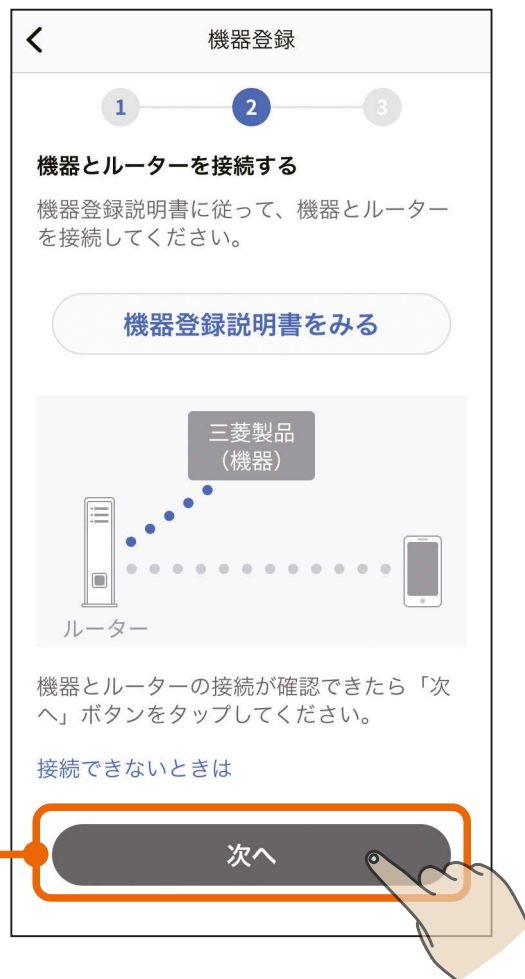 機器登録
1 2 3
機器とルーターを接続する
機器登録説明書に従って、機器とルーター
を接続してください。
機器登録説明書をみる
三菱製品
（機器）
ルーター
機器とルーターの接続が確認できたら「次
へ」ボタンをタップしてください。
接続できないときは
次へ